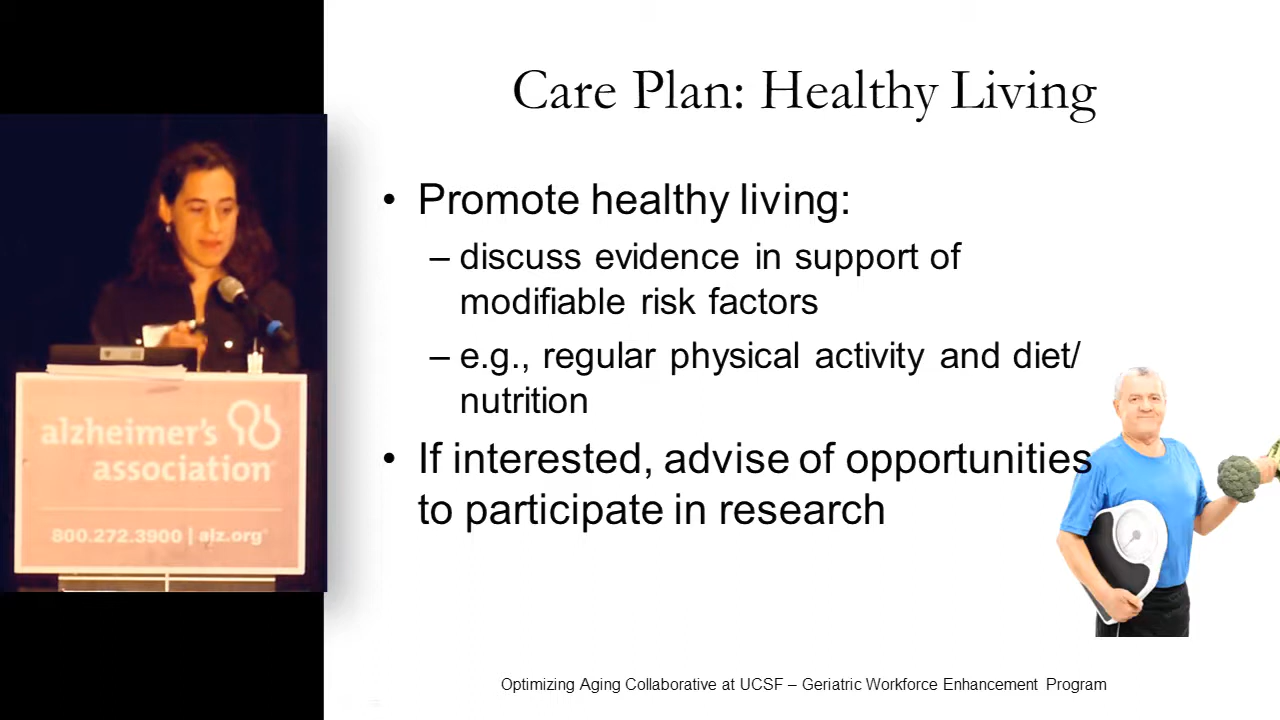 Care Plan: Healthy Living
• Promote healthy living:
– discuss evidence in support of
modifiable risk factors
– e.g., regular physical activity and diet/
nutrition
• If interested, advise of opportunities
to participate in research
Optimizing Aging Collaborative at UCSF – Geriatric Workforce Enhancement Program
alzheimer's
association
800.272.3900 | alz.org®